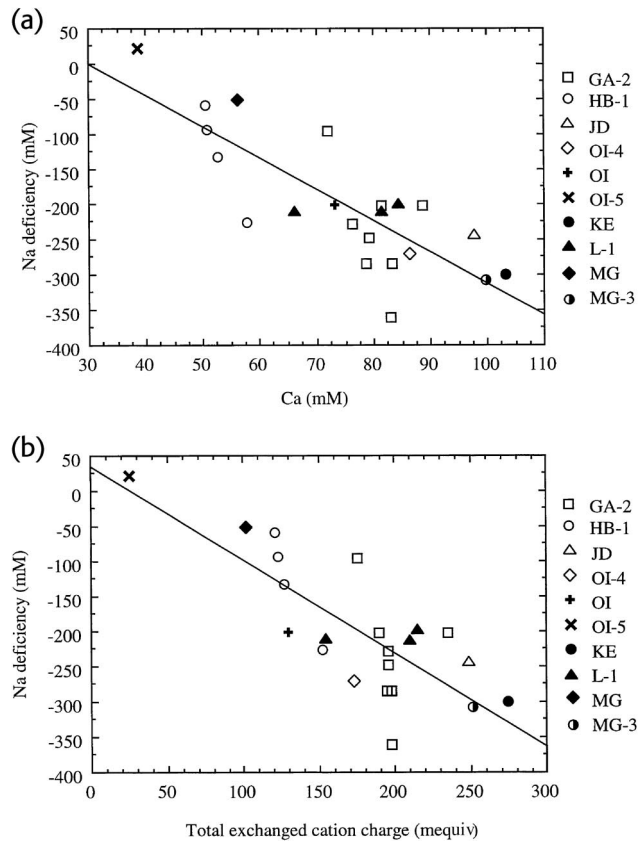 (a)
50
0
-50
-100
-150
-200
-250
-300
-350
-400
Na deficiency (mM)
30 40 50 60 70 80 90 100 110
Ca (mM)
GA-2
HB-1
JD
OI-4
OI
OI-5
KE
L-1
MG
MG-3
(b)
50
0
-50
-100
-150
-200
-250
-300
-350
-400
Na deficiency (mM)
0 50 100 150 200 250 300
Total exchanged cation charge (mequiv)
GA-2
HB-1
JD
OI-4
OI
OI-5
KE
L-1
MG
MG-3